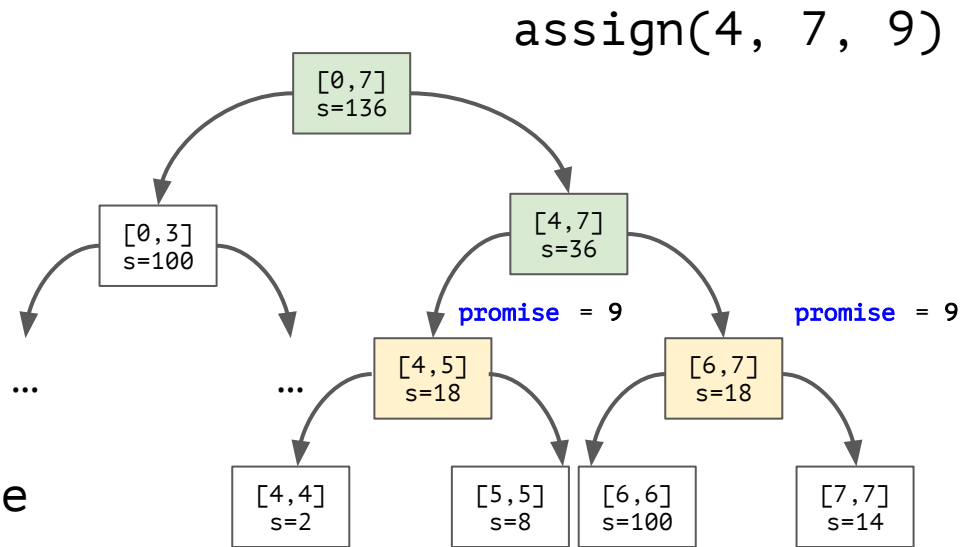 assign(4, 7, 9)
[0,7]
s=136
[0,3]
s=100
[4,7]
s=36
promise = 9
promise = 9
...
...
[4,5]
s=18
[6,7]
s=18
e
[4,4]
s=2
[5,5]
s=8
[6,6]
s=100
[7,7]
s=14